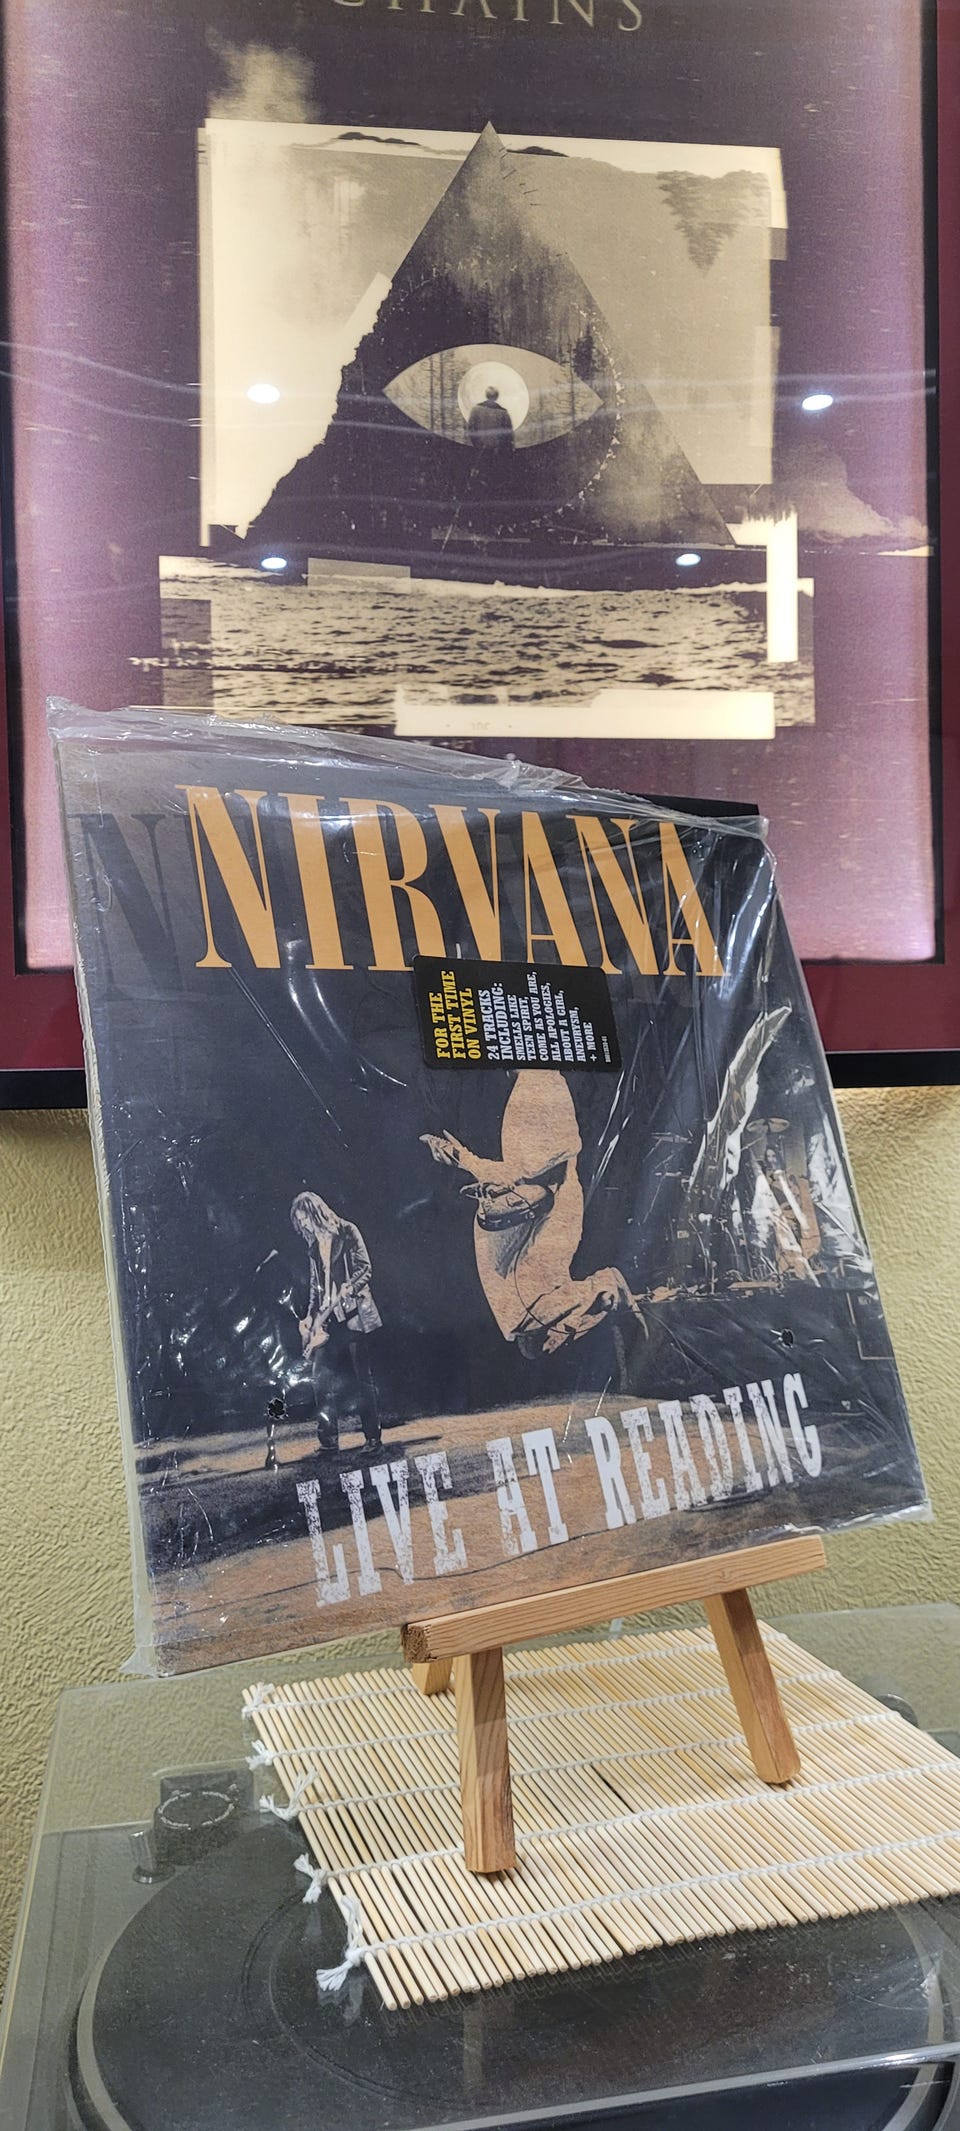 CHAINS
NIRVANA
FOR THE
FIRST TIME
ON VINYL
24 TRACKS
INCLUDING:
SMELLS LIKE
TEEN SPIRIT,
COME AS YOU ARE,
ALL APOLOGIES,
ABOUT A GIRL,
ANEURYSM,
+ MORE
LIVE AT READING